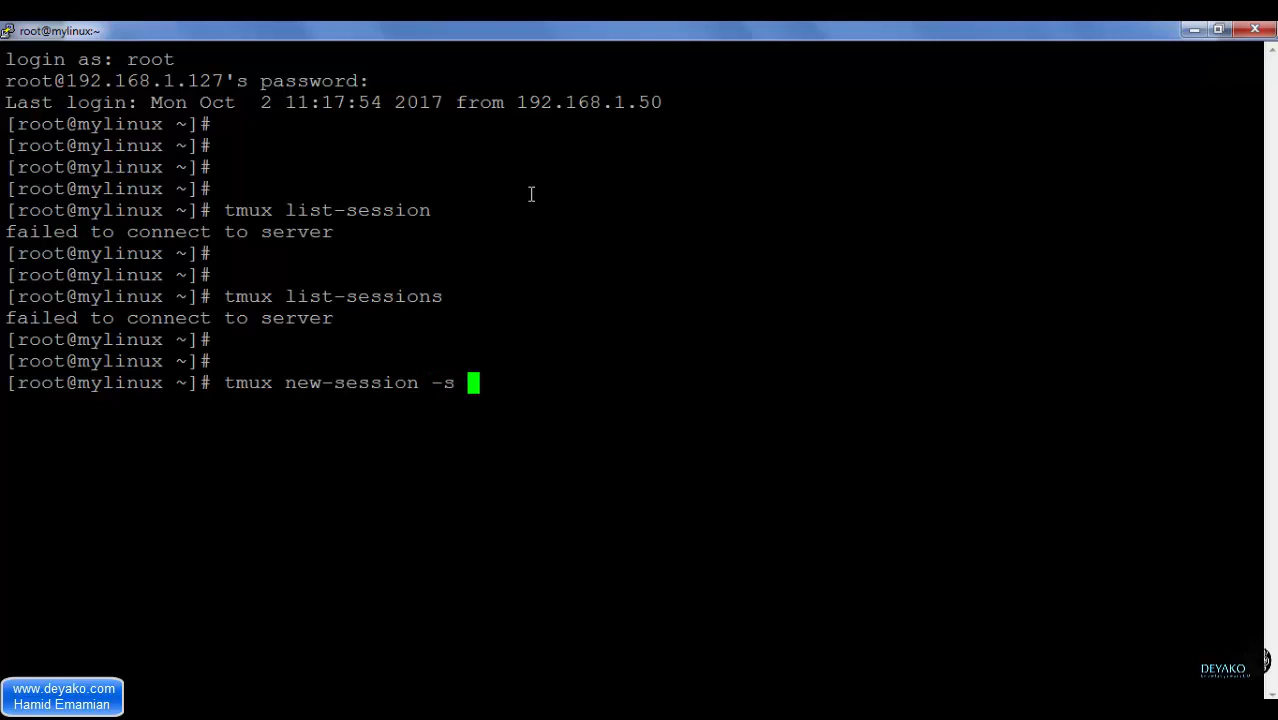 root@mylinux:~
login as: root
root@192.168.1.127's password:
Last login: Mon Oct  2 11:17:54 2017 from 192.168.1.50
[root@mylinux ~]#
[root@mylinux ~]#
[root@mylinux ~]#
[root@mylinux ~]#
[root@mylinux ~]# tmux list-session
failed to connect to server
[root@mylinux ~]#
[root@mylinux ~]#
[root@mylinux ~]# tmux list-sessions
failed to connect to server
[root@mylinux ~]#
[root@mylinux ~]#
[root@mylinux ~]# tmux new-session -s
DEYAKO
www.deyako.com
Hamid Emamian